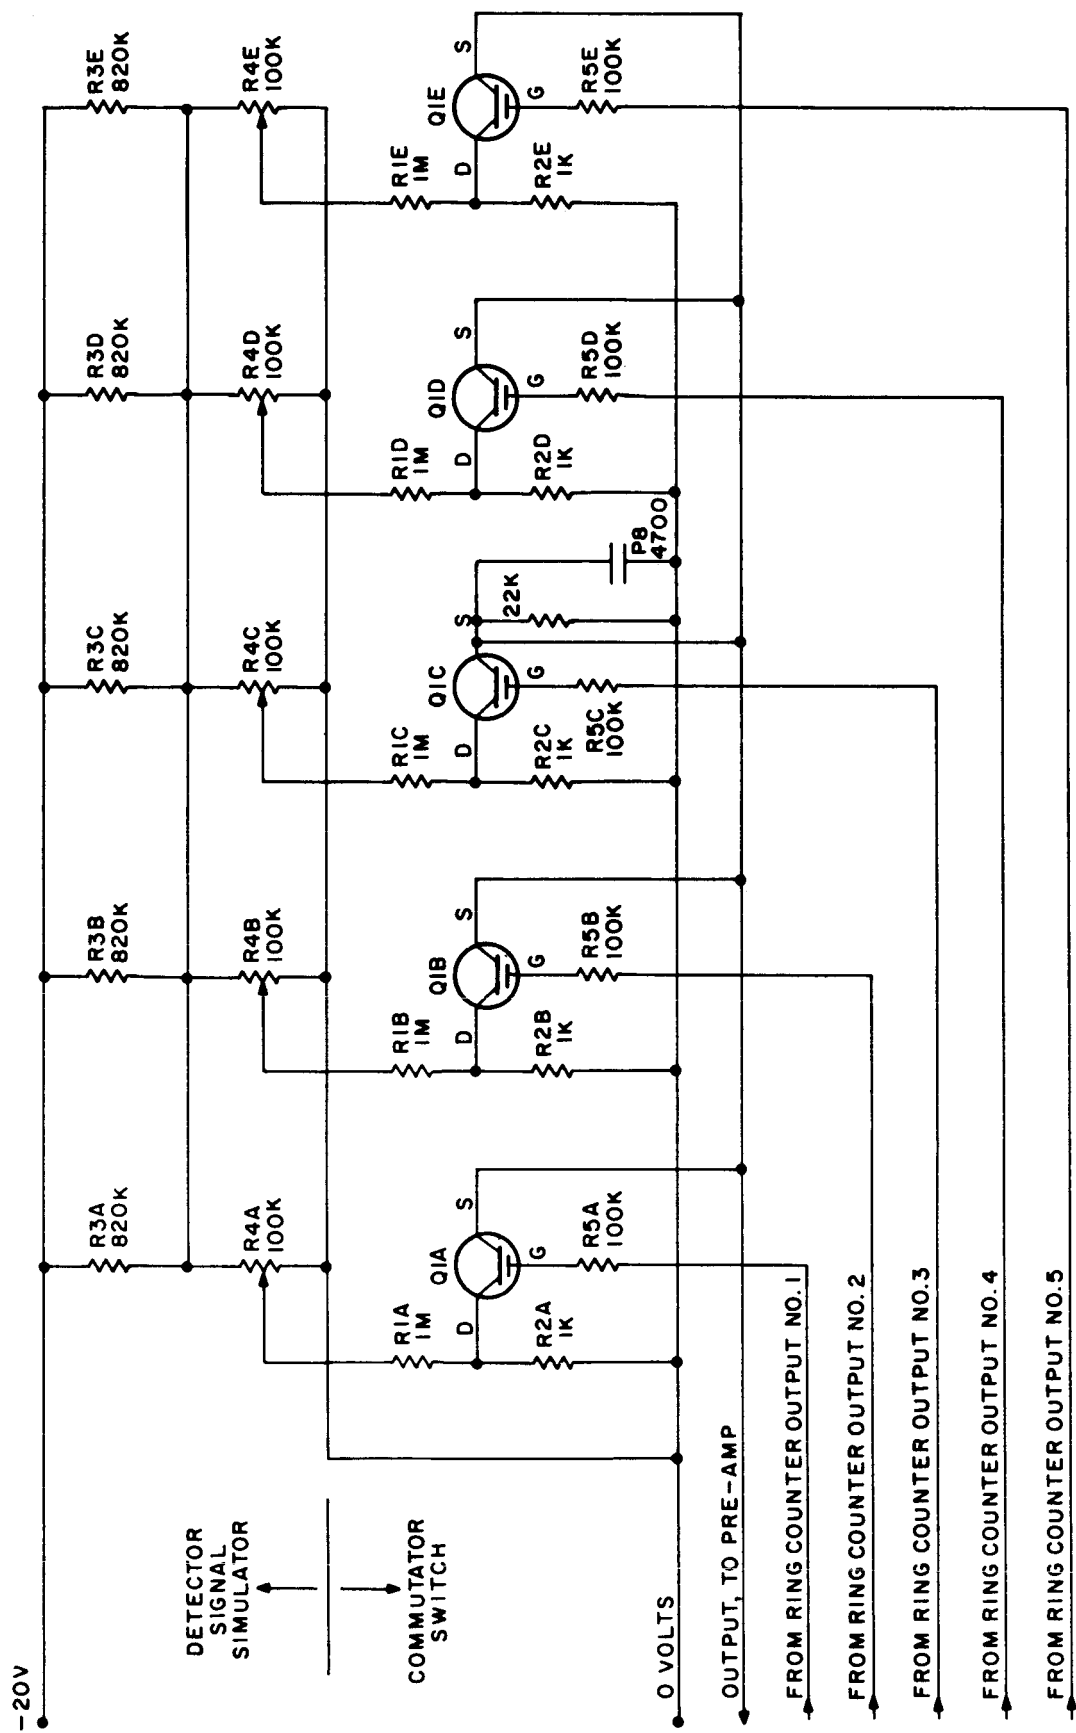 -20V
R3A
820K
R3B
820K
R3C
820K
R3D
820K
R3E
820K
DETECTOR
SIGNAL
SIMULATOR
R4A
100K
R4B
100K
R4C
100K
R4D
100K
R4E
100K
COMMUTATOR
SWITCH
R1A
1M
R1B
1M
R1C
1M
R1D
1M
R1E
1M
Q1A
Q1B
Q1C
Q1D
Q1E
D
S
D
S
D
S
D
S
D
S
G
G
G
G
G
22K
R2A
1K
R2B
1K
R2C
1K
R2D
1K
R2E
1K
R5A
100K
R5B
100K
R5C
100K
R5D
100K
R5E
100K
P8
4700
0 VOLTS
OUTPUT, TO PRE-AMP
FROM RING COUNTER OUTPUT NO. 1
FROM RING COUNTER OUTPUT NO. 2
FROM RING COUNTER OUTPUT NO. 3
FROM RING COUNTER OUTPUT NO. 4
FROM RING COUNTER OUTPUT NO. 5